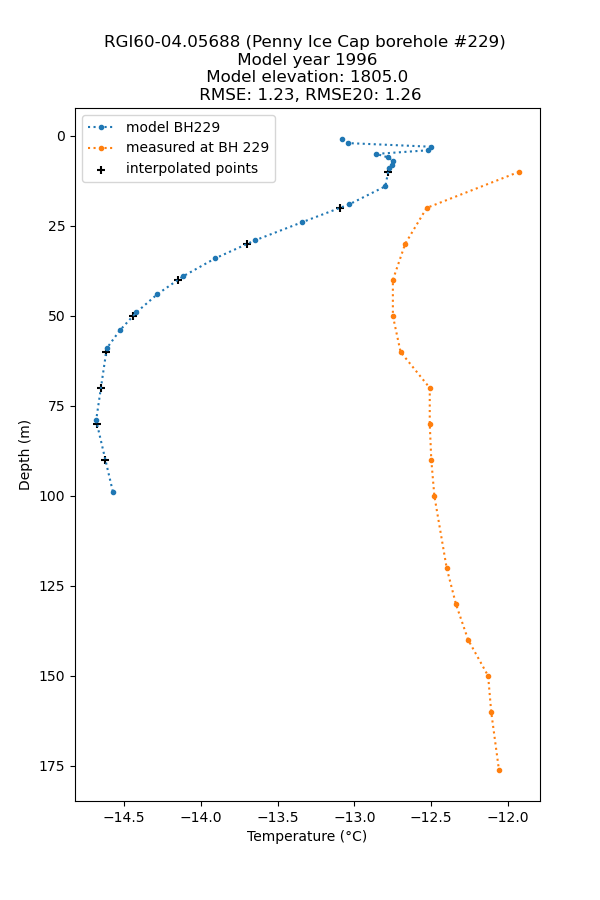 RGI60-04.05688 (Penny Ice Cap borehole #229)
Model year 1996
Model elevation: 1805.0
RMSE: 1.23, RMSE20: 1.26
model BH229
measured at BH 229
interpolated points
0
25
50
75
100
125
150
175
Depth (m)
−14.5 −14.0 −13.5 −13.0 −12.5 −12.0
Temperature (°C)